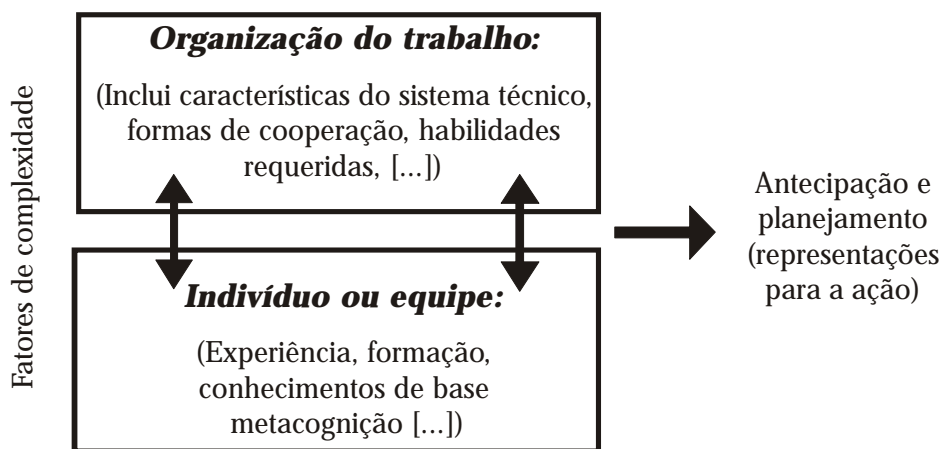 Fatores de complexidade
Organização do trabalho:
(Inclui características do sistema técnico,
formas de cooperação, habilidades
requeridas, [...])
Indivíduo ou equipe:
(Experiência, formação,
conhecimentos de base
metacognição [...])
Antecipação e
planejamento
(representações
para a ação)